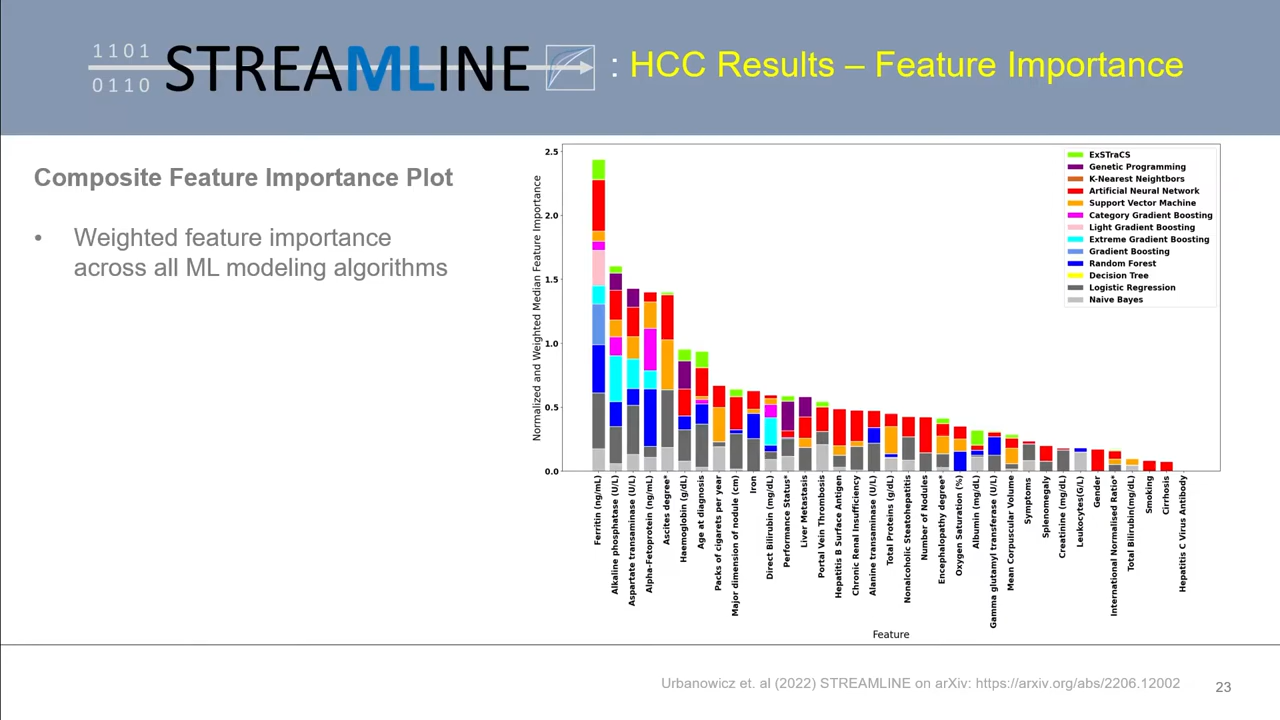 1101
0110
STREAMLINE
: HCC Results – Feature Importance
Composite Feature Importance Plot
• Weighted feature importance
across all ML modeling algorithms
Normalized and Weighted Median Feature Importance
2.5
2.0
1.5
1.0
0.5
0.0
ExSTraCS
Genetic Programming
K-Nearest Neightbors
Artificial Neural Network
Support Vector Machine
Category Gradient Boosting
Light Gradient Boosting
Extreme Gradient Boosting
Gradient Boosting
Random Forest
Decision Tree
Logistic Regression
Naive Bayes
Ferritin (ng/mL)
Alkaline phosphatase (U/L)
Aspartate transaminase (U/L)
Alpha-Fetoprotein (ng/mL)
Ascites degree*
Haemoglobin (g/dL)
Age at diagnosis
Packs of cigarets per year
Major dimension of nodule (cm)
Iron
Direct Bilirubin (mg/dL)
Performance Status*
Liver Metastasis
Portal Vein Thrombosis
Hepatitis B Surface Antigen
Chronic Renal Insufficiency
Alanine transaminase (U/L)
Total Proteins (g/dL)
Nonalcoholic Steatohepatitis
Number of Nodules
Encephalopathy degree*
Oxygen Saturation (%)
Albumin (mg/dL)
Gamma glutamyl transferase (U/L)
Mean Corpuscular Volume
Symptoms
Splenomegaly
Creatinine (mg/dL)
Leukocytes(G/L)
Gender
International Normalised Ratio*
Total Bilirubin(mg/dL)
Smoking
Cirrhosis
Hepatitis C Virus Antibody
Feature
Urbanowicz et. al (2022) STREAMLINE on arXiv: https://arxiv.org/abs/2206.12002
23